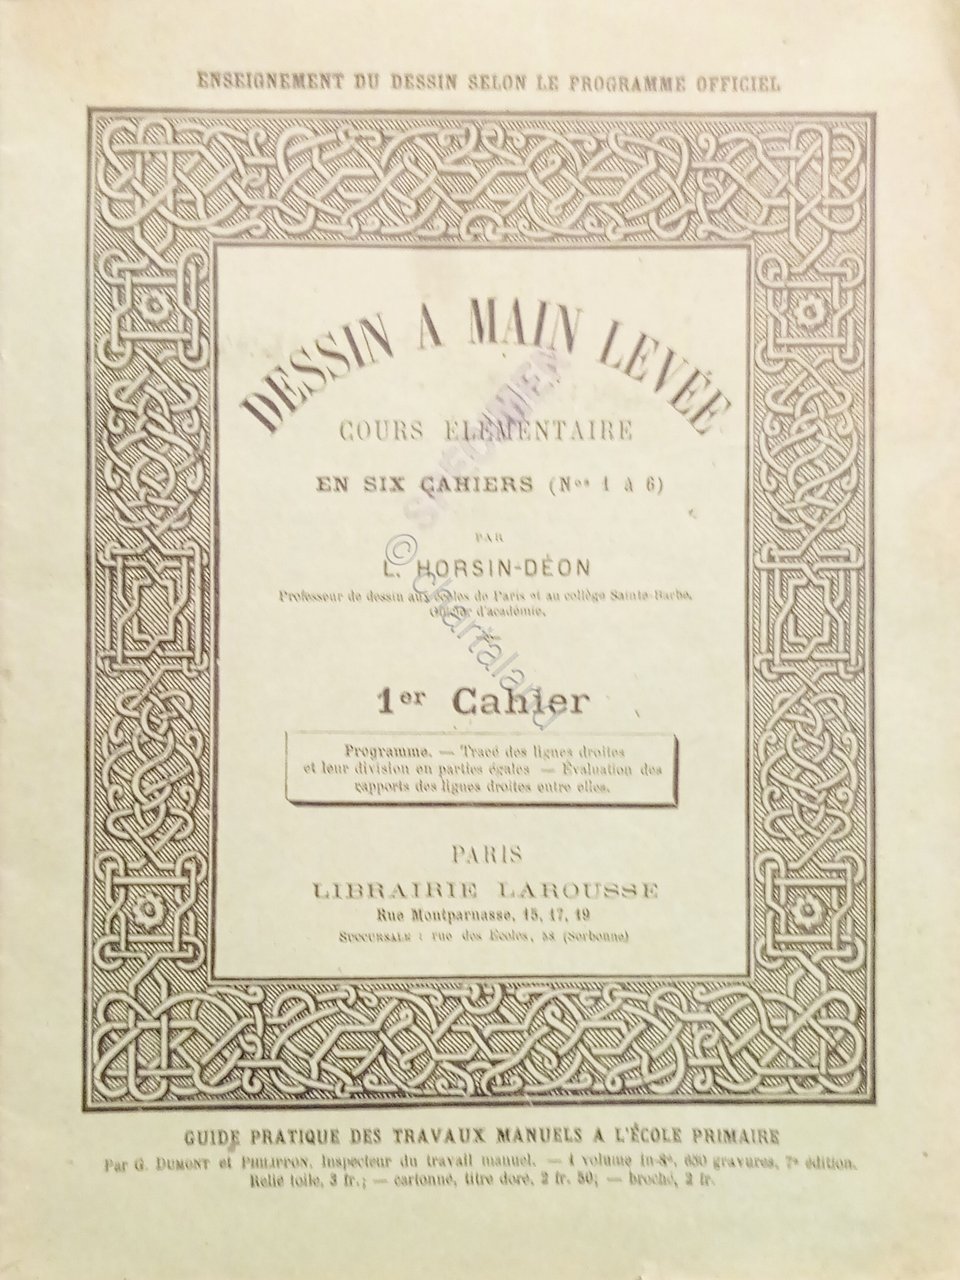 ENSEIGNEMENT DU DESSIN SELON LE PROGRAMME OFFICIEL
DESSIN A MAIN LEVÉE
COURS ÉLÉMENTAIRE
EN SIX CAHIERS (Nos 1 à 6)
SPECIMEN
PAR
L. HORSIN-DÉON
Professeur de dessin aux écoles de Paris et au collège Sainte-Barbe,
Officier d'académie.
© chartaland
1er Cahier
Programme. — Tracé des lignes droites
et leur division en parties égales — Évaluation des
rapports des lignes droites entre elles.
PARIS
LIBRAIRIE LAROUSSE
Rue Montparnasse, 15, 17, 19
SUCCURSALE : rue des Écoles, 58 (Sorbonne)
GUIDE PRATIQUE DES TRAVAUX MANUELS A L'ÉCOLE PRIMAIRE
Par G. DUMONT et PHILIPPON, Inspecteur du travail manuel. — 1 volume in-8°, 650 gravures, 7e édition.
Relié toile, 3 fr.; — cartonné, titre doré, 2 fr. 50; — broché, 2 fr.